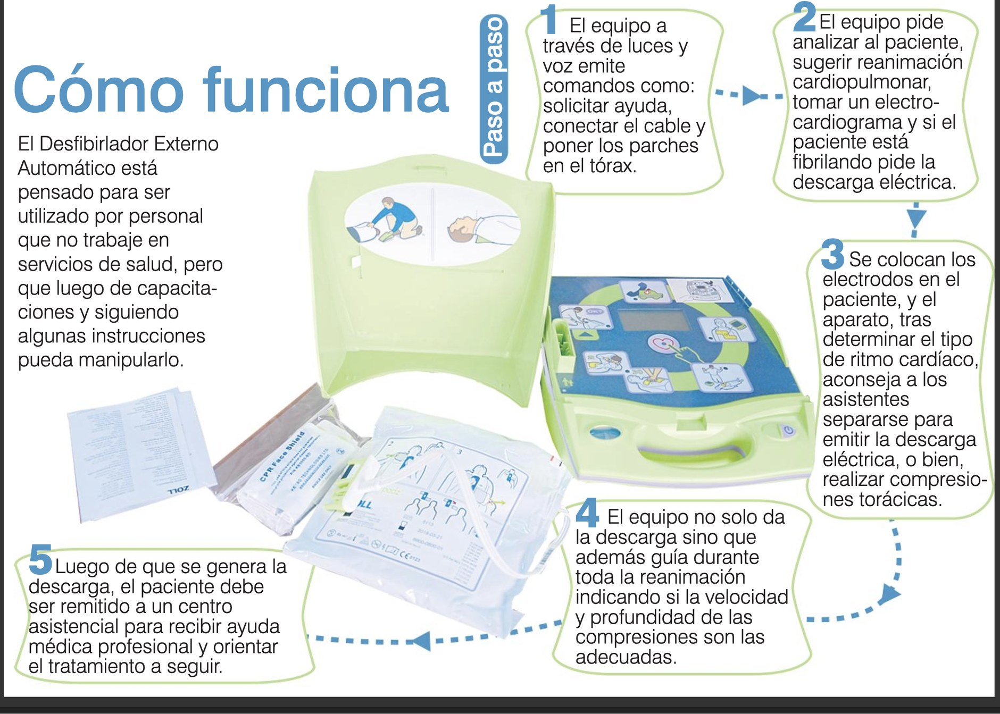 Cómo funciona
El Desfibirlador Externo
Automático está
pensado para ser
utilizado por personal
que no trabaje en
servicios de salud, pero
que luego de capacita-
ciones y siguiendo
algunas instrucciones
pueda manipularlo.
Paso a paso
1 El equipo a
través de luces y
voz emite
comandos como:
solicitar ayuda,
conectar el cable y
poner los parches
en el tórax.
2 El equipo pide
analizar al paciente,
sugerir reanimación
cardiopulmonar,
tomar un electro-
cardiograma y si el
paciente está
fibrilando pide la
descarga eléctrica.
3 Se colocan los
electrodos en el
paciente, y el
aparato, tras
determinar el tipo
de ritmo cardíaco,
aconseja a los
asistentes
separarse para
emitir la descarga
eléctrica, o bien,
realizar compresio-
nes torácicas.
4 El equipo no solo da
la descarga sino que
además guía durante
toda la reanimación
indicando si la velocidad
y profundidad de las
compresiones son las
adecuadas.
5 Luego de que se genera la
descarga, el paciente debe
ser remitido a un centro
asistencial para recibir ayuda
médica profesional y orientar
el tratamiento a seguir.
OK?
ZOLL
CPR Face Shield
2
3